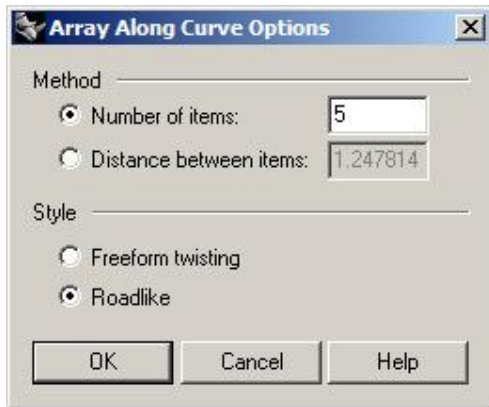 Array Along Curve Options
Method
Number of items: 5
Distance between items: 1.247814
Style
Freeform twisting
Roadlike
OK Cancel Help